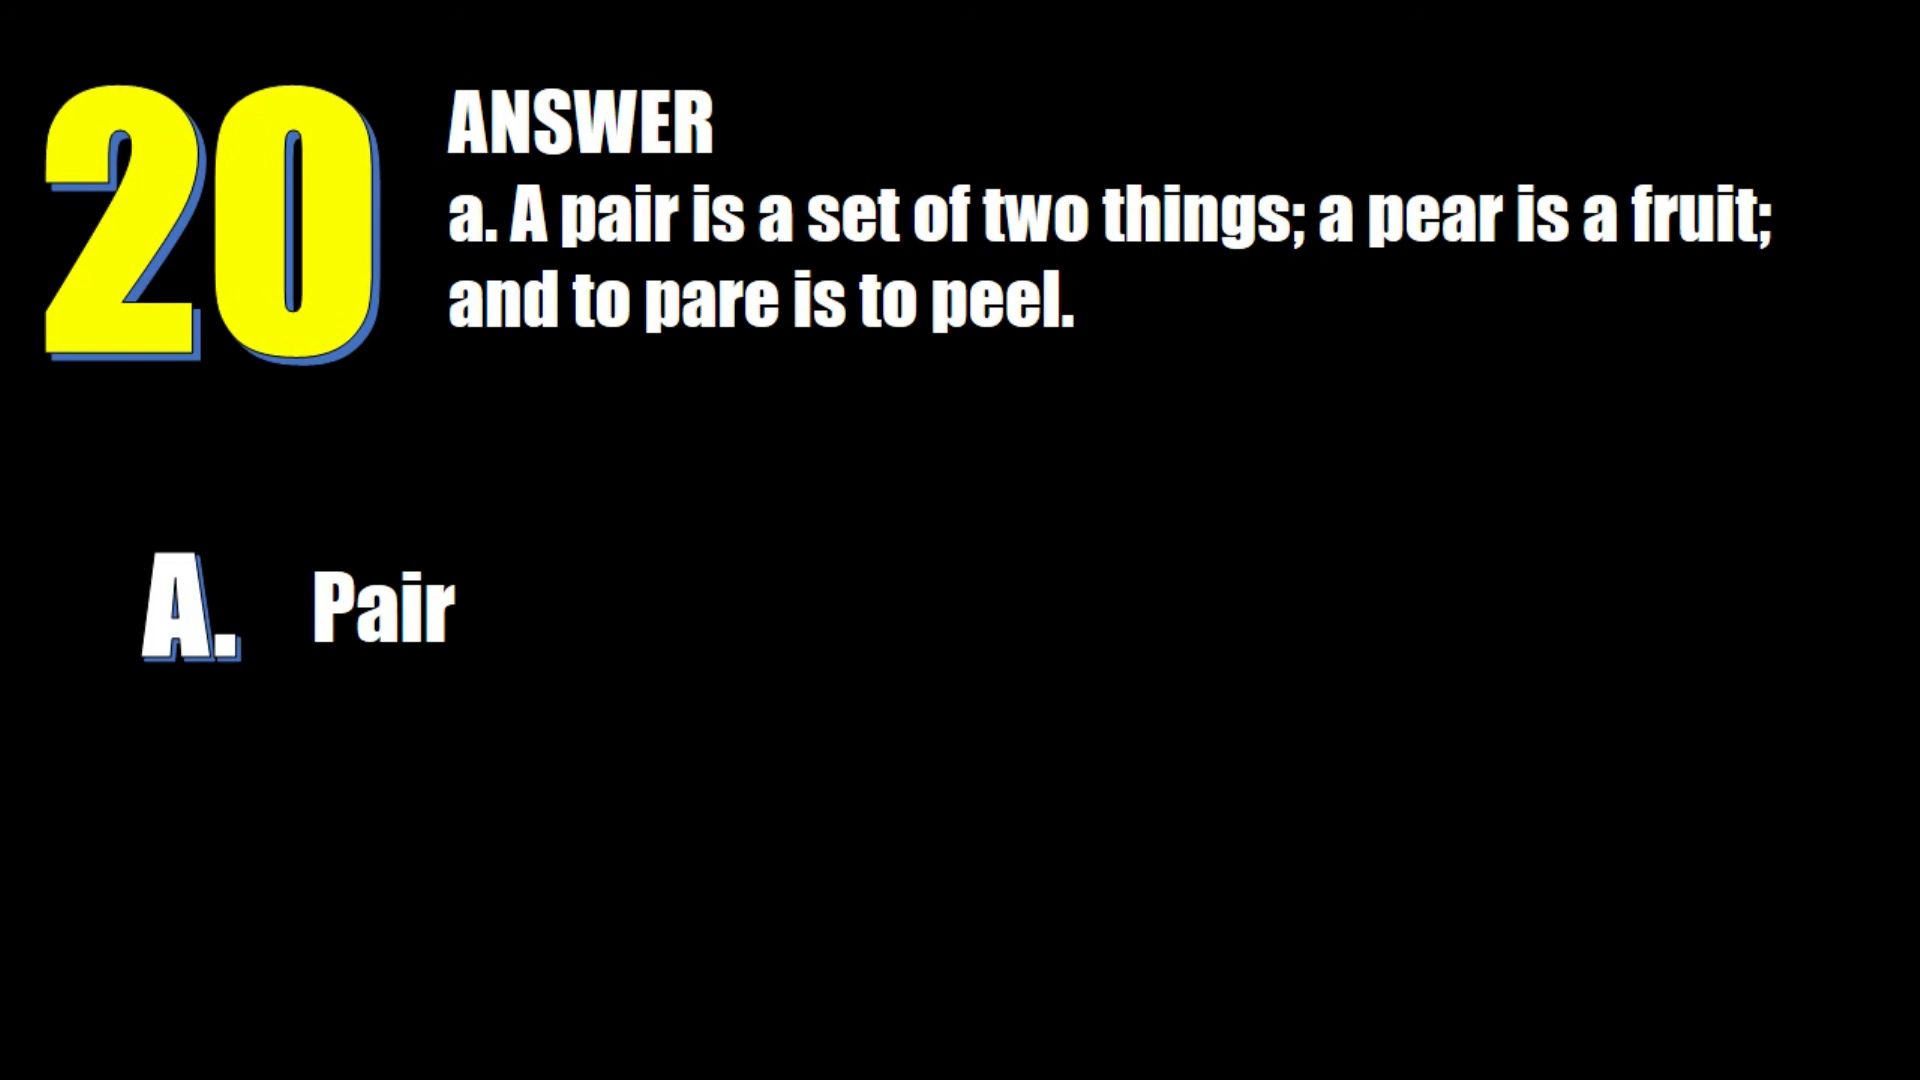 20
ANSWER
a. A pair is a set of two things; a pear is a fruit;
and to pare is to peel.
A. Pair